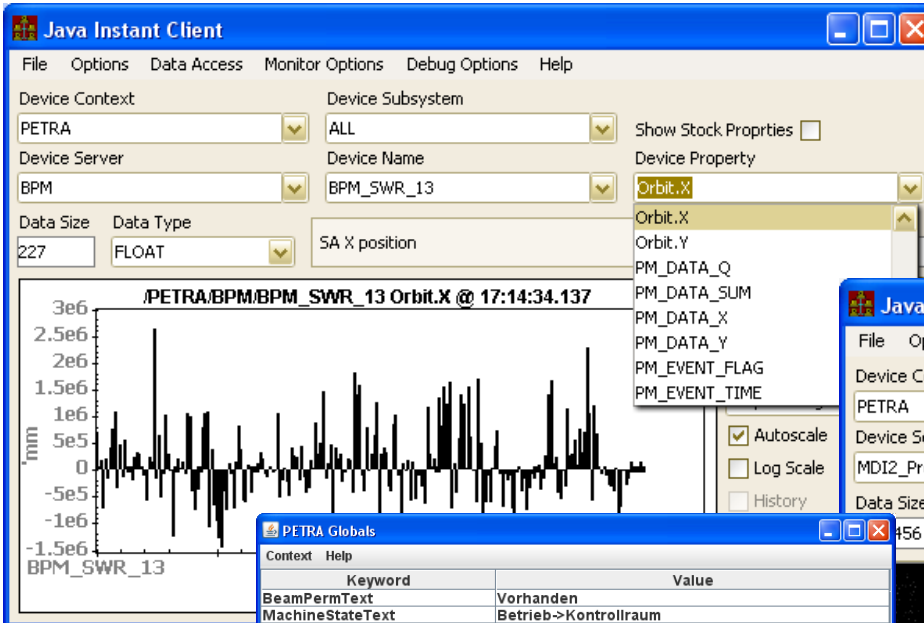 Java Instant Client
File Options Data Access Monitor Options Debug Options Help
Device Context Device Subsystem
PETRA ALL Show Stock Proprties
Device Server Device Name Device Property
BPM BPM_SWR_13 Orbit.X
Data Size Data Type
227 FLOAT SA X position
Orbit.X
Orbit.Y
PM_DATA_Q
PM_DATA_SUM
PM_DATA_X
PM_DATA_Y
PM_EVENT_FLAG
PM_EVENT_TIME
/PETRA/BPM/BPM_SWR_13 Orbit.X @ 17:14:34.137
3e6
2.5e6
2e6
1.5e6
1e6
5e5
0
-5e5
-1e6
-1.5e6
'mm'
BPM_SWR_13
Autoscale
Log Scale
History
Java
File
Device C
PETRA
Device Se
MDI2_Pr
Data Size
456
PETRA Globals
Context Help
Keyword Value
BeamPermText Vorhanden
MachineStateText Betrieb->Kontrollraum